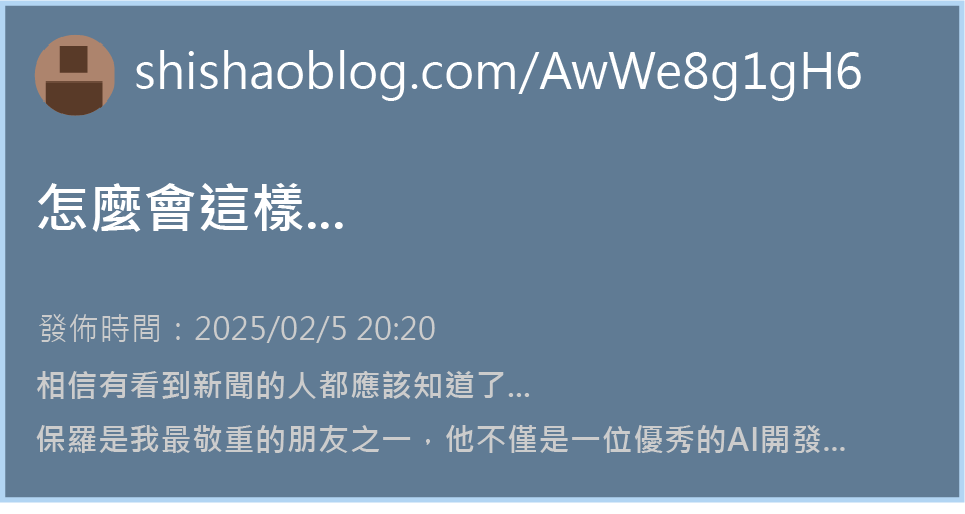 shishaoblog.com/AwWe8g1gH6
怎麼會這樣...
發佈時間：2025/02/5 20:20
相信有看到新聞的人都應該知道了...
保羅是我最敬重的朋友之一，他不僅是一位優秀的AI開發...